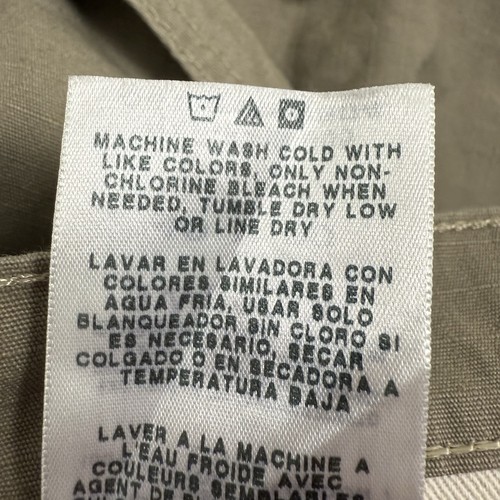 MACHINE WASH COLD WITH
LIKE COLORS, ONLY NON-
CHLORINE BLEACH WHEN
NEEDED, TUMBLE DRY LOW
OR LINE DRY
LAVAR EN LAVADORA CON
COLORES SIMILARES EN
AGUA FRIA, USAR SOLO
BLANQUEADOR SIN CLORO SI
ES NECESARIO, SECAR
COLGADO O EN SECADORA A
TEMPERATURA BAJA
LAVER A LA MACHINE A
L'EAU FROIDE AVEC
COULEURS SEMBLABLES
AGENT DE